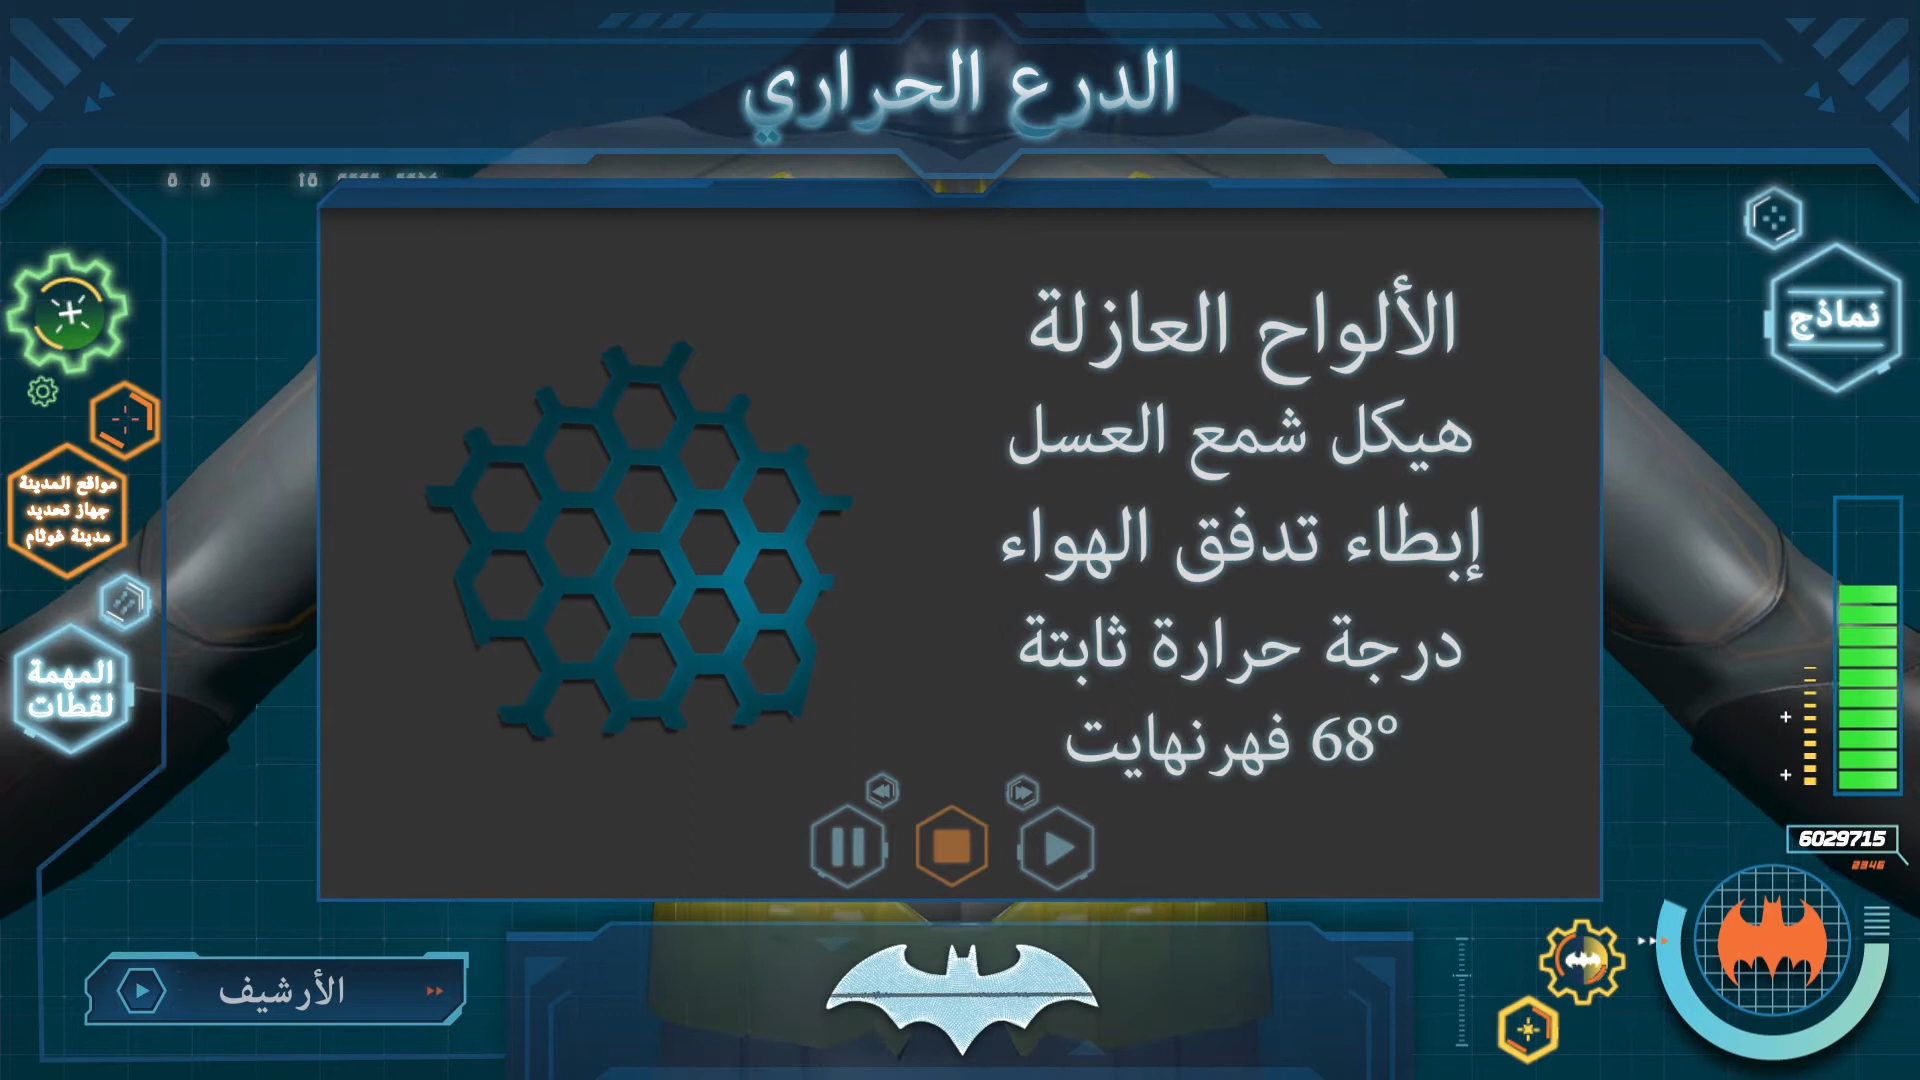 الدرع الحراري
الألواح العازلة
هيكل شمع العسل
إبطاء تدفق الهواء
درجة حرارة ثابتة
68° فهرنهايت
نماذج
مواقع المدينة
جهاز تحديد
مدينة غوثام
المهمة
لقطات
الأرشيف
6029715
2346